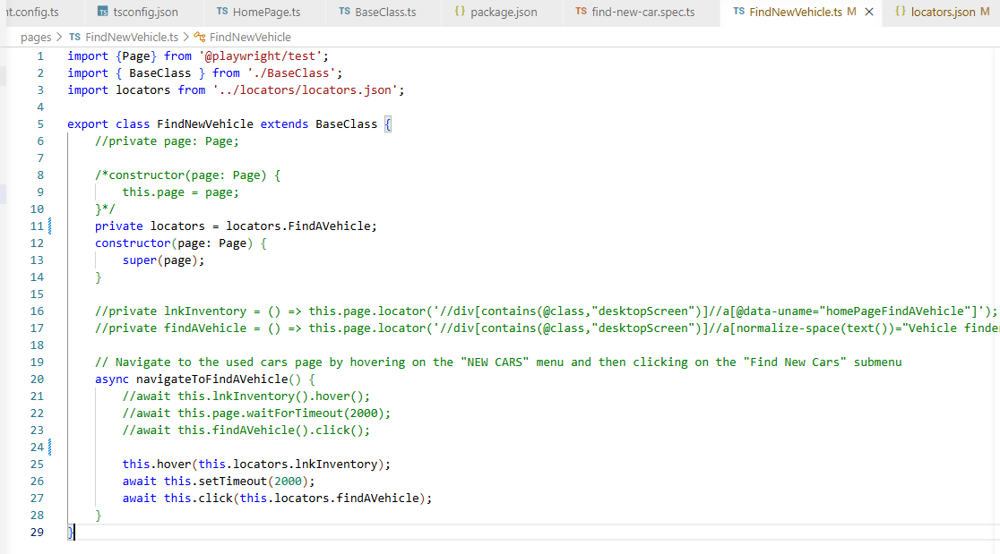 nt.config.ts TS tsconfig.json TS HomePage.ts TS BaseClass.ts {} package.json TS find-new-car.spec.ts TS FindNewVehicle.ts M × {} locators.json M
pages > TS FindNewVehicle.ts > FindNewVehicle
1 import {Page} from '@playwright/test';
2 import { BaseClass } from './BaseClass';
3 import locators from '../locators/locators.json';
4
5 export class FindNewVehicle extends BaseClass {
6 //private page: Page;
7
8 /*constructor(page: Page) {
9 this.page = page;
10 }*/
11 private locators = locators.FindAVehicle;
12 constructor(page: Page) {
13 super(page);
14 }
15
16 //private lnkInventory = () => this.page.locator('//div[contains(@class,"desktopScreen")]//a[@data-uname="homePageFindAVehicle"]');
17 //private findAVehicle = () => this.page.locator('//div[contains(@class,"desktopScreen")]//a[normalize-space(text())="Vehicle finde
18
19 // Navigate to the used cars page by hovering on the "NEW CARS" menu and then clicking on the "Find New Cars" submenu
20 async navigateToFindAVehicle() {
21 //await this.lnkInventory().hover();
22 //await this.page.waitForTimeout(2000);
23 //await this.findAVehicle().click();
24
25 this.hover(this.locators.lnkInventory);
26 await this.setTimeout(2000);
27 await this.click(this.locators.findAVehicle);
28 }
29 }